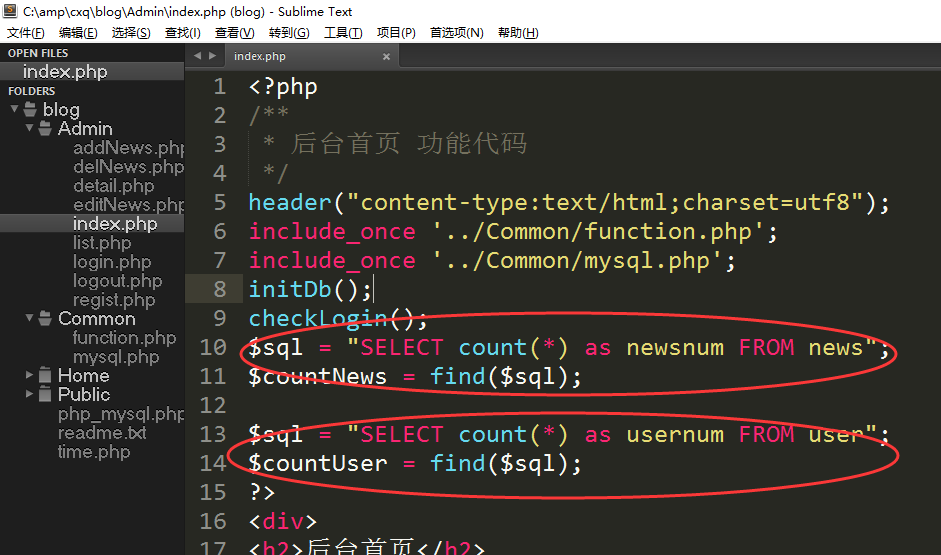 C:\amp\cxq\blog\Admin\index.php (blog) - Sublime Text
文件(F) 编辑(E) 选择(S) 查找(I) 查看(V) 转到(G) 工具(T) 项目(P) 首选项(N) 帮助(H)
OPEN FILES
index.php
FOLDERS
blog
Admin
addNews.php
delNews.php
detail.php
editNews.php
index.php
list.php
login.php
logout.php
regist.php
Common
function.php
mysql.php
Home
Public
php_mysql.php
readme.txt
time.php
index.php ×
1 <?php
2 /**
3 * 后台首页 功能代码
4 */
5 header("content-type:text/html;charset=utf8");
6 include_once '../Common/function.php';
7 include_once '../Common/mysql.php';
8 initDb();
9 checkLogin();
10 $sql = "SELECT count(*) as newsnum FROM news";
11 $countNews = find($sql);
12
13 $sql = "SELECT count(*) as usernum FROM user";
14 $countUser = find($sql);
15 ?>
16 <div>
17 <h2>后台首页</h2>